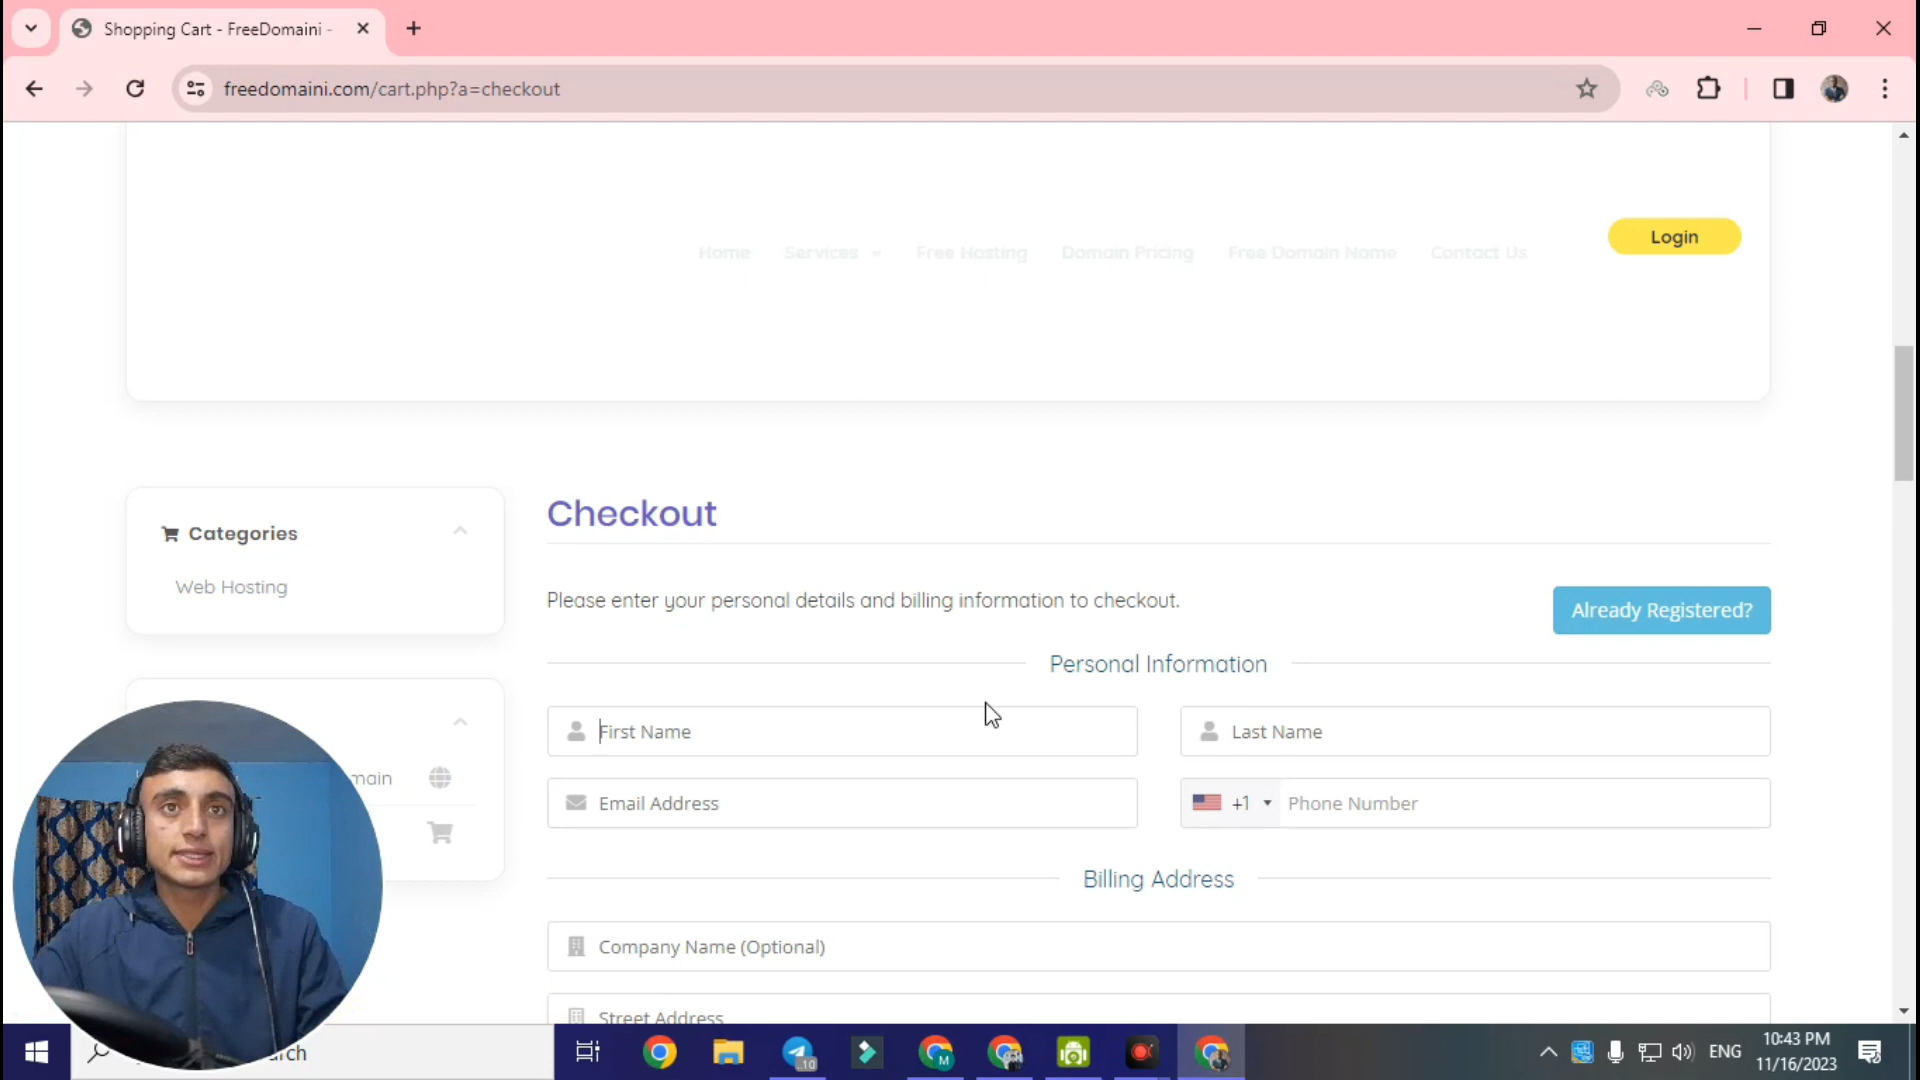 Shopping Cart - FreeDomaini -
freedomaini.com/cart.php?a=checkout
Home Services Free Hosting Domain Pricing Free Domain Name Contact Us
Login
Categories
Web Hosting
main
Checkout
Please enter your personal details and billing information to checkout.
Already Registered?
Personal Information
First Name
Last Name
Email Address
+1
Phone Number
Billing Address
Company Name (Optional)
Street Address
arch
10
M
ENG
10:43 PM
11/16/2023